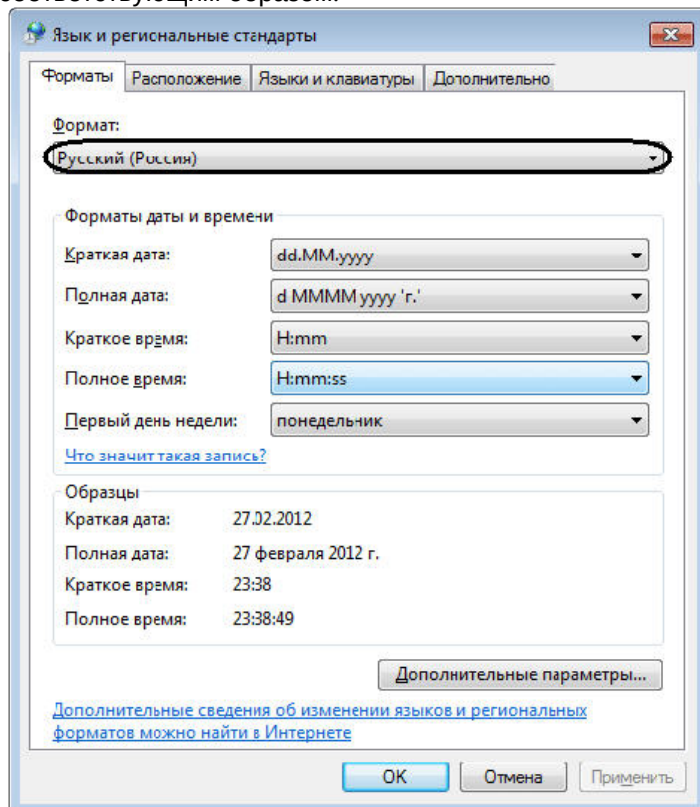 соответствующим образом.
Язык и региональные стандарты
Форматы Расположение Языки и клавиатуры Дополнительно
Формат:
Русский (Россия)
Форматы даты и времени
Краткая дата: dd.MM.yyyy
Полная дата: d MMMM yyyy 'г.'
Краткое время: H:mm
Полное время: H:mm:ss
Первый день недели: понедельник
Что значит такая запись?
Образцы
Краткая дата: 27.02.2012
Полная дата: 27 февраля 2012 г.
Краткое время: 23:38
Полное время: 23:38:49
Дополнительные параметры...
Дополнительные сведения об изменении языков и региональных
форматов можно найти в Интернете
OK Отмена Применить